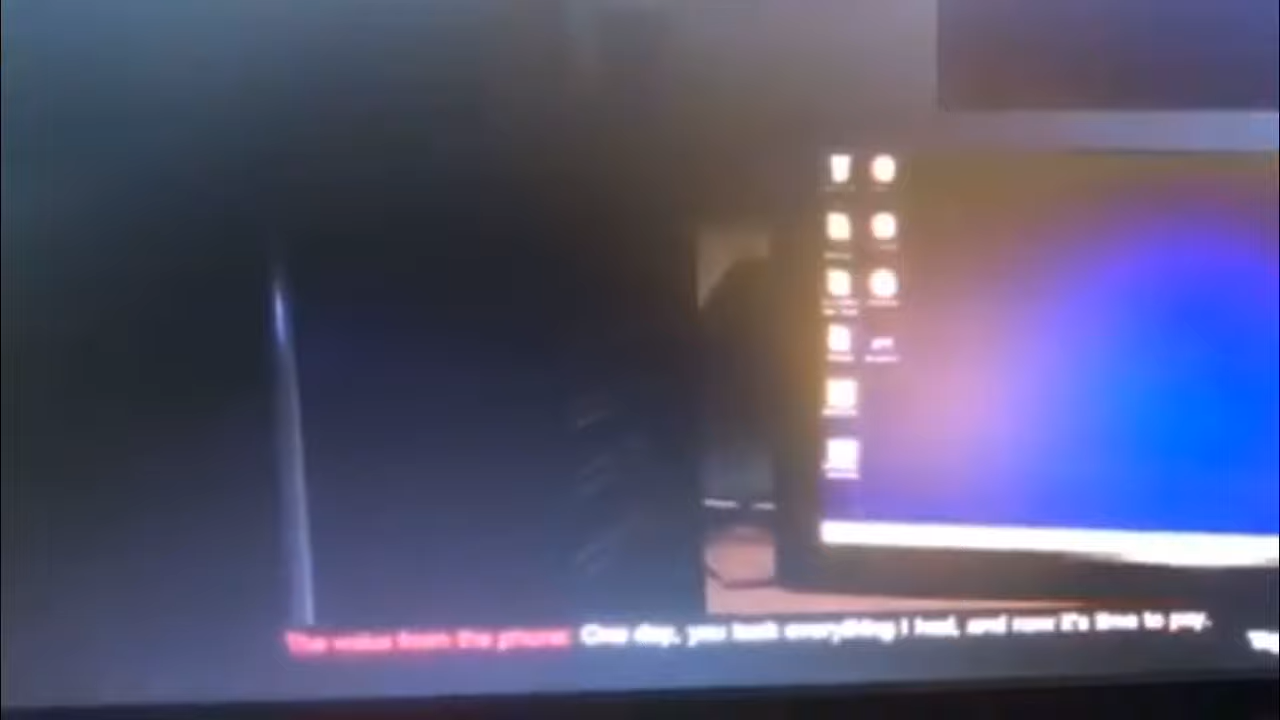 The voice from the phone: One day, you took everything I had, and now it's time to pay.